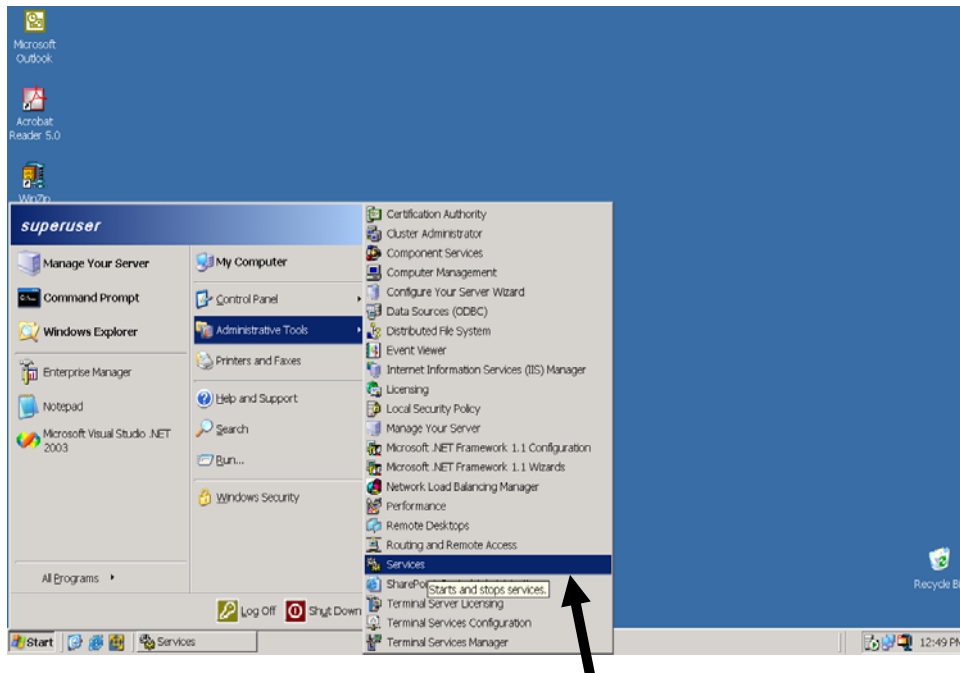 Microsoft
Outlook
Acrobat
Reader 5.0
WinZip
superuser
Manage Your Server
Command Prompt
Windows Explorer
Enterprise Manager
Notepad
Microsoft Visual Studio .NET
2003
All Programs
My Computer
Control Panel
Administrative Tools
Printers and Faxes
Help and Support
Search
Run...
Windows Security
Log Off
Shut Down
Certification Authority
Cluster Administrator
Component Services
Computer Management
Configure Your Server Wizard
Data Sources (ODBC)
Distributed File System
Event Viewer
Internet Information Services (IIS) Manager
Licensing
Local Security Policy
Manage Your Server
Microsoft .NET Framework 1.1 Configuration
Microsoft .NET Framework 1.1 Wizards
Network Load Balancing Manager
Performance
Remote Desktops
Routing and Remote Access
Services
SharePo
Starts and stops services.
Terminal Server Licensing
Terminal Services Configuration
Terminal Services Manager
Recycle Bi
Start
Services
12:49 PM